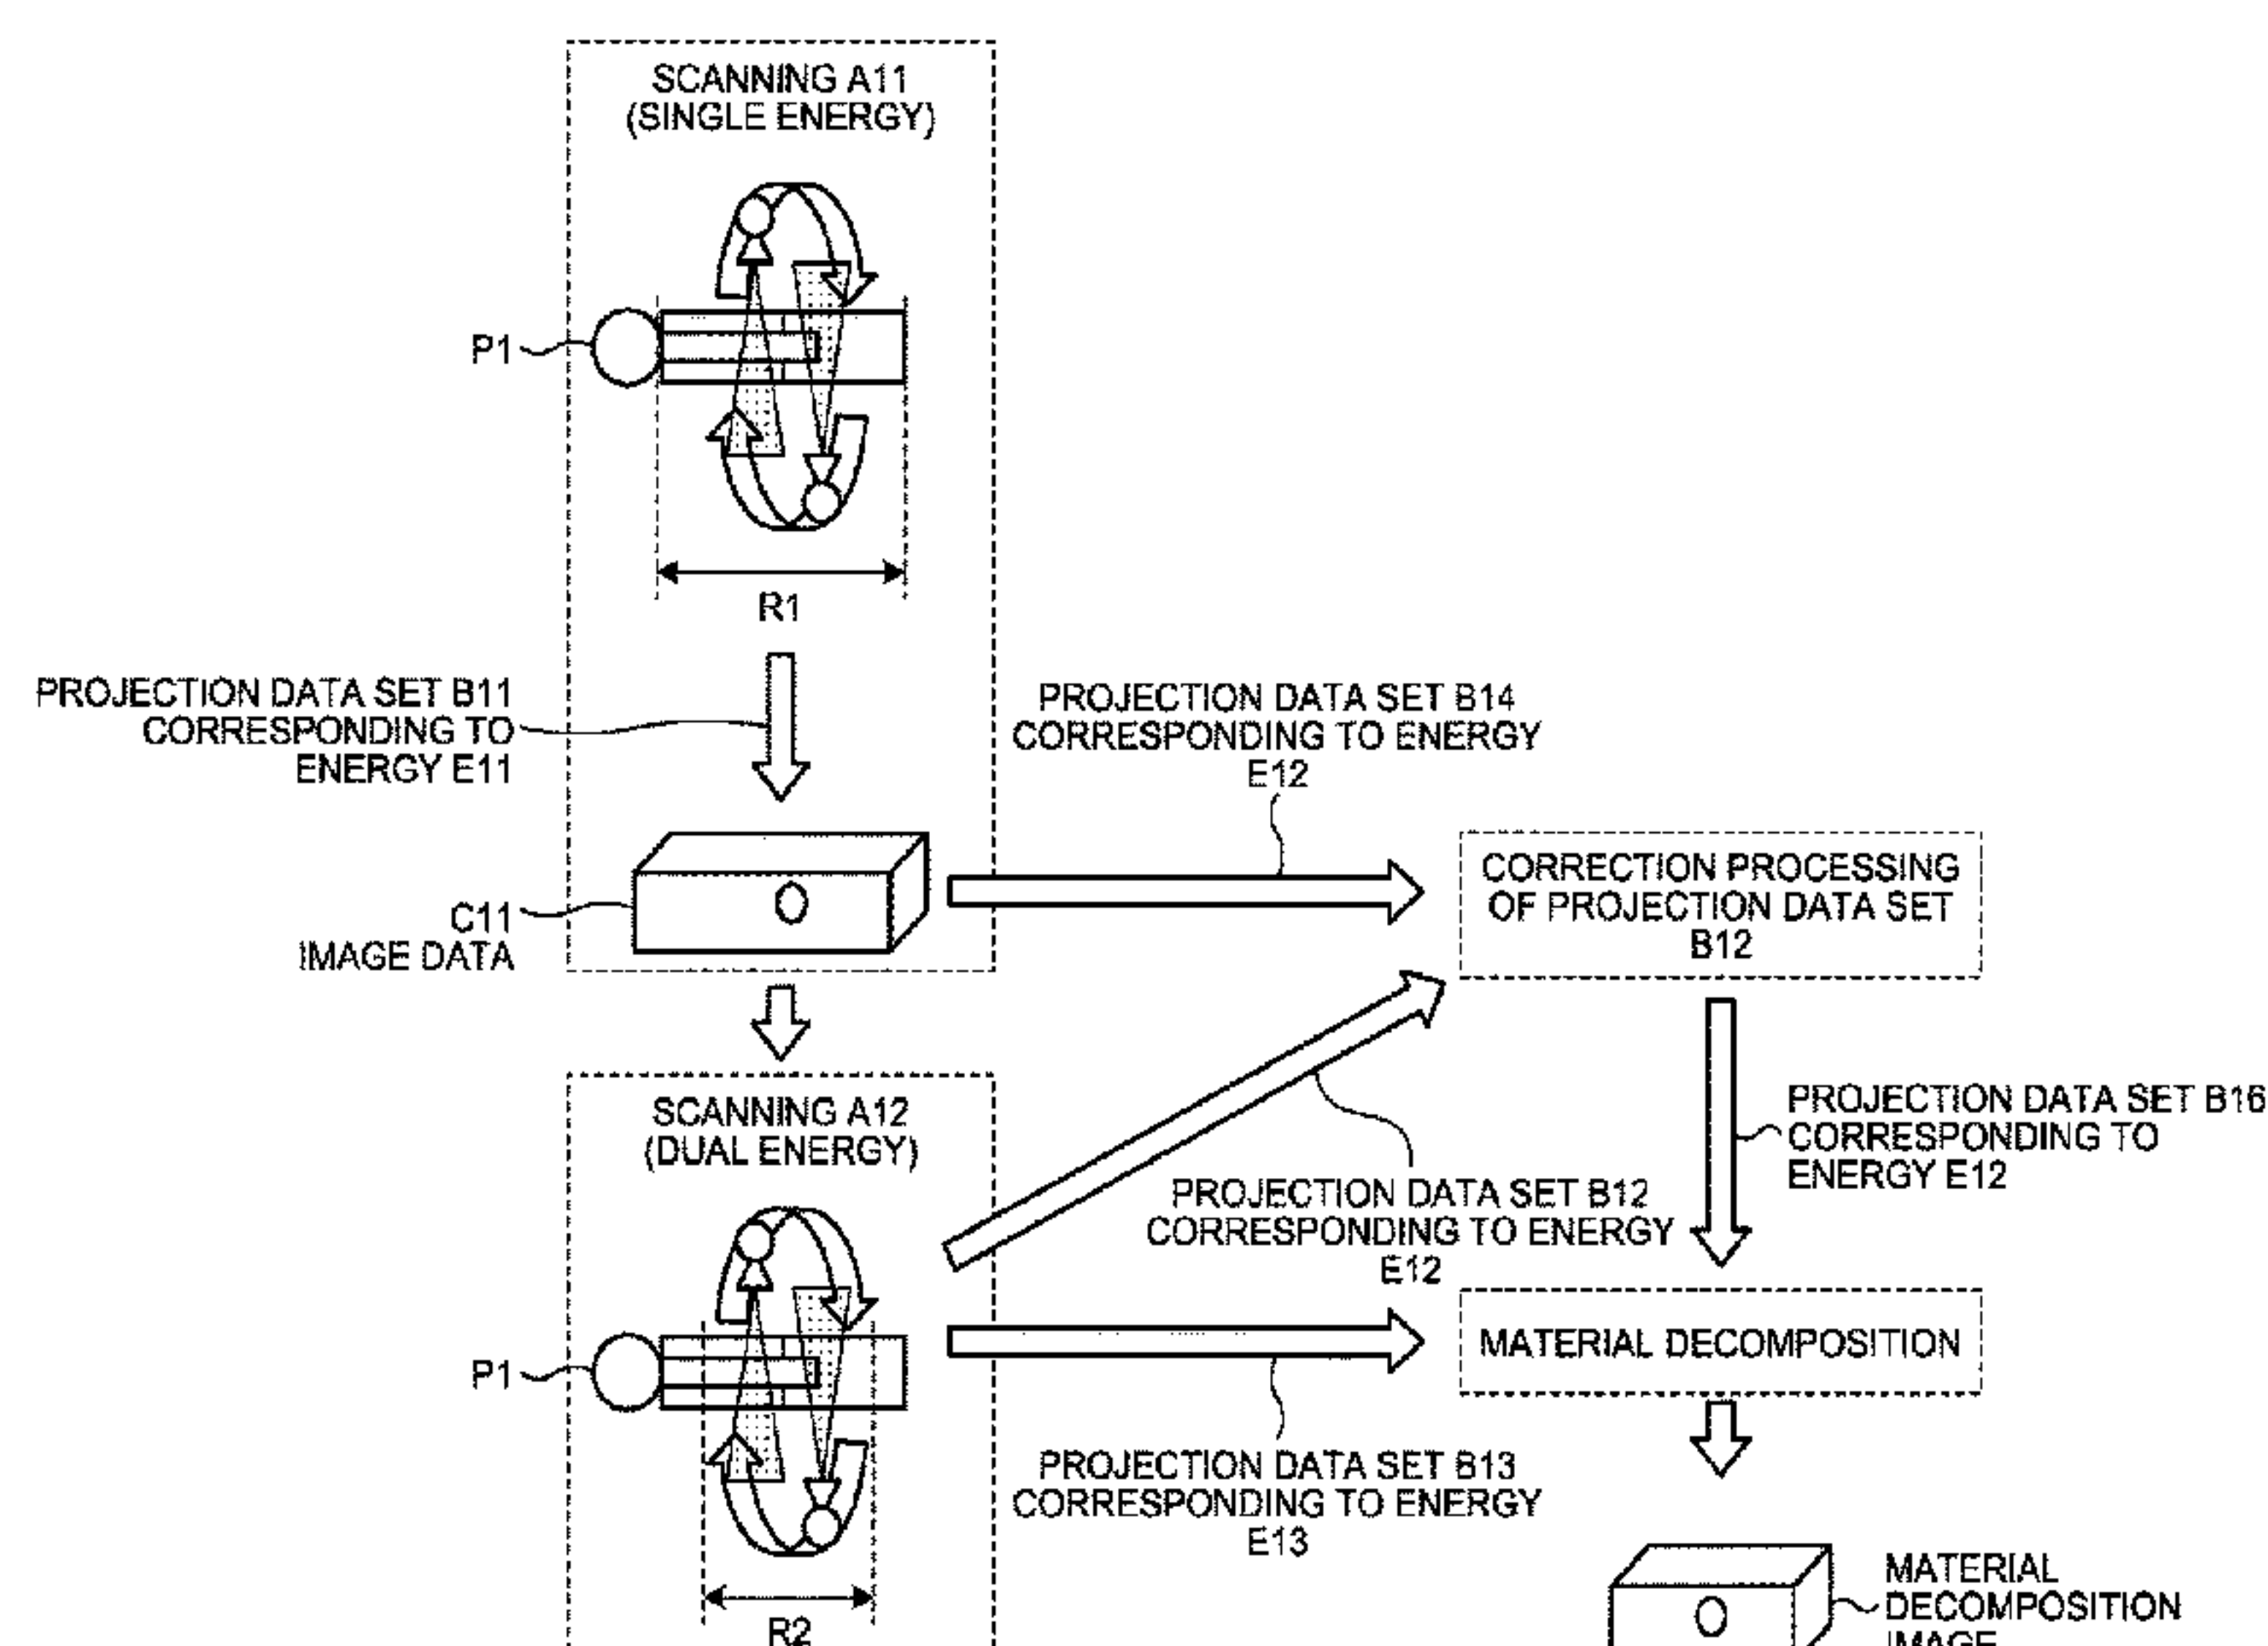 SCANNING A11
(SINGLE ENERGY)
P1
R1
PROJECTION DATA SET B11
CORRESPONDING TO
ENERGY E11
PROJECTION DATA SET B14
CORRESPONDING TO ENERGY
E12
CORRECTION PROCESSING
OF PROJECTION DATA SET
B12
C11
IMAGE DATA
SCANNING A12
(DUAL ENERGY)
PROJECTION DATA SET B16
CORRESPONDING TO
ENERGY E12
PROJECTION DATA SET B12
CORRESPONDING TO ENERGY
E12
MATERIAL DECOMPOSITION
P1
PROJECTION DATA SET B13
CORRESPONDING TO ENERGY
E13
R2
MATERIAL
DECOMPOSITION
IMAGE